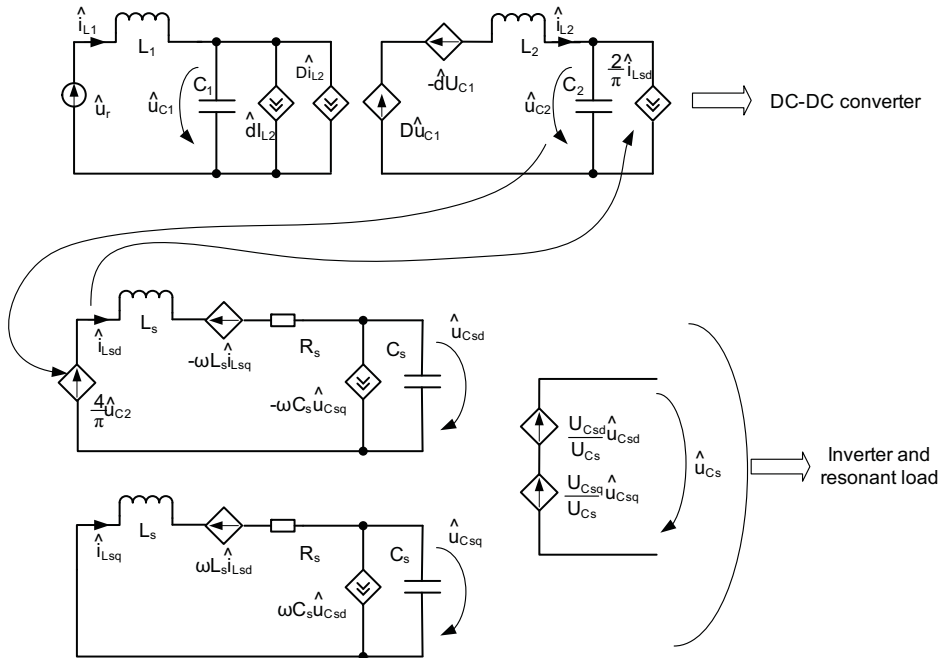 î_L1
L_1
û_r
û_C1
C_1
d̂I_L2
Dî_L2
-d̂U_C1
Dû_C1
L_2
î_L2
û_C2
C_2
2/π î_Lsd
DC-DC converter
î_Lsd
L_s
-ωL_s î_Lsq
R_s
C_s
û_Csd
4/π û_C2
-ωC_s û_Csq
U_Csd/U_Cs û_Csd
U_Csq/U_Cs û_Csq
û_Cs
Inverter and
resonant load
î_Lsq
L_s
ωL_s î_Lsd
R_s
C_s
û_Csq
ωC_s û_Csd